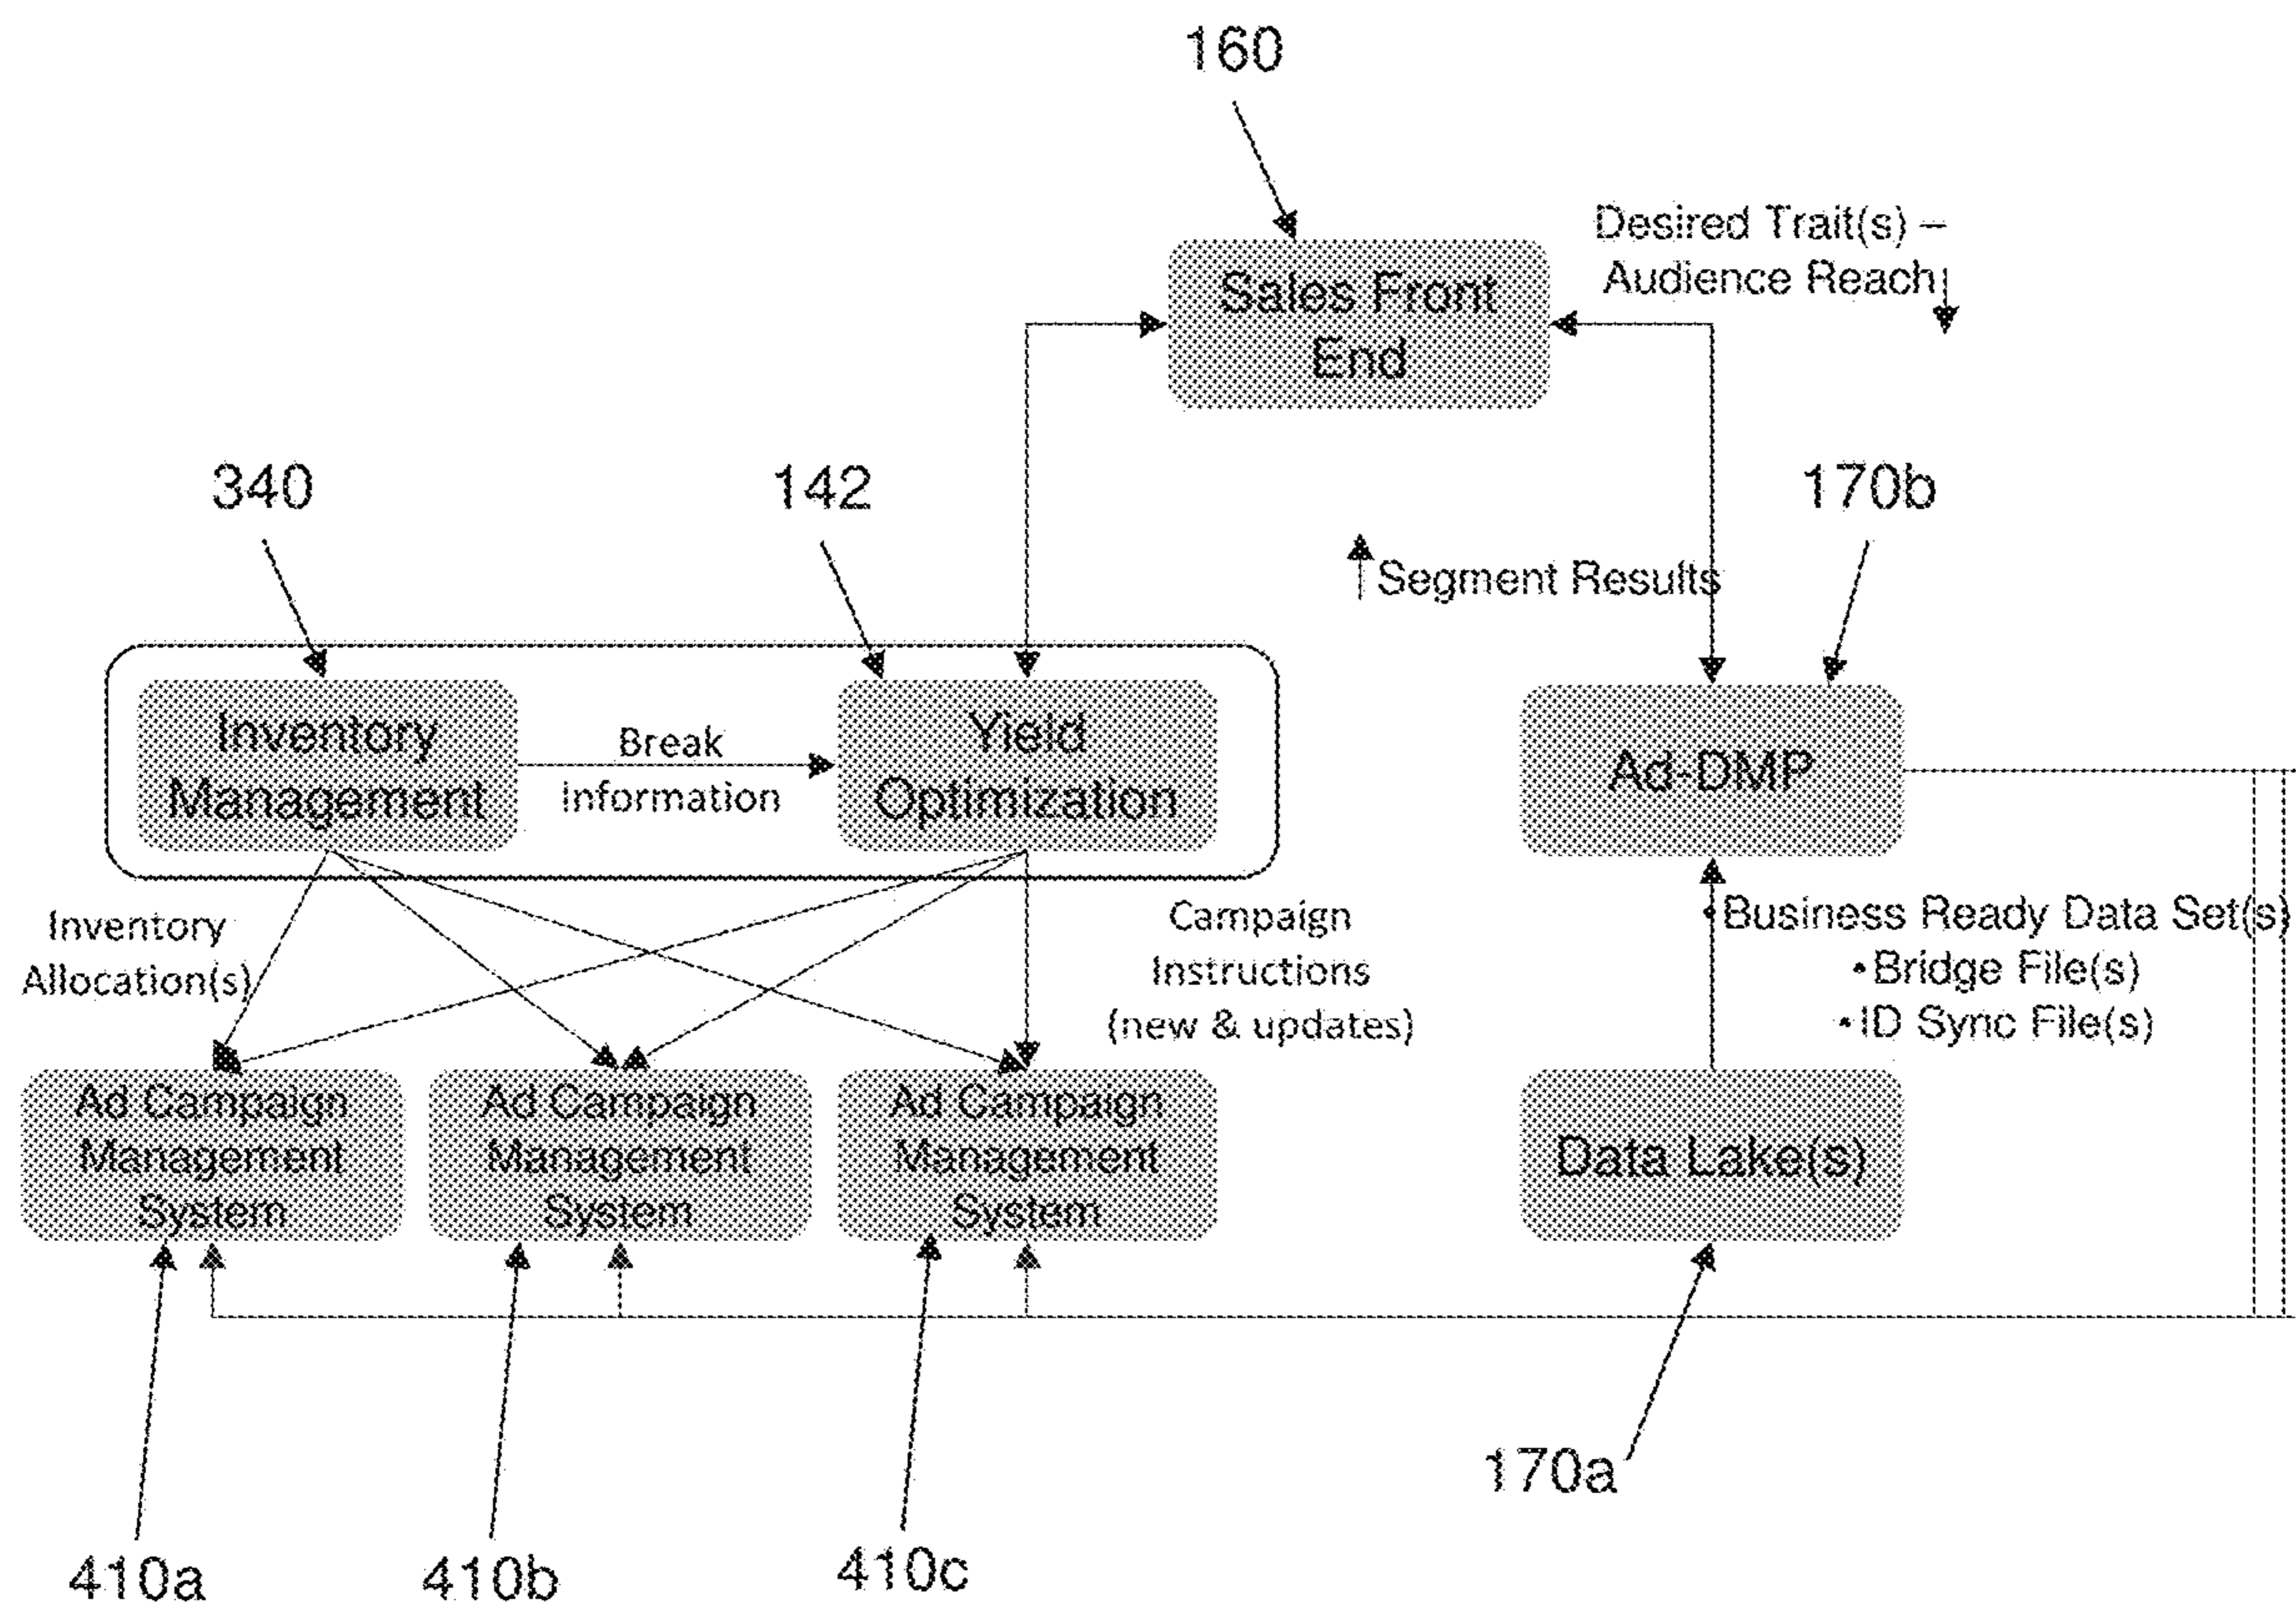 160
Desired Trait(s) –
Audience Reach
Sales Front
End
340
142
170b
Segment Results
Inventory
Management
Break
Information
Yield
Optimization
Ad-DMP
Inventory
Allocation(s)
Campaign
Instructions
(new & updates)
•Business Ready Data Set(s)
•Bridge File(s)
•ID Sync File(s)
Ad Campaign
Management
System
Ad Campaign
Management
System
Ad Campaign
Management
System
Data Lake(s)
170a
410a
410b
410c